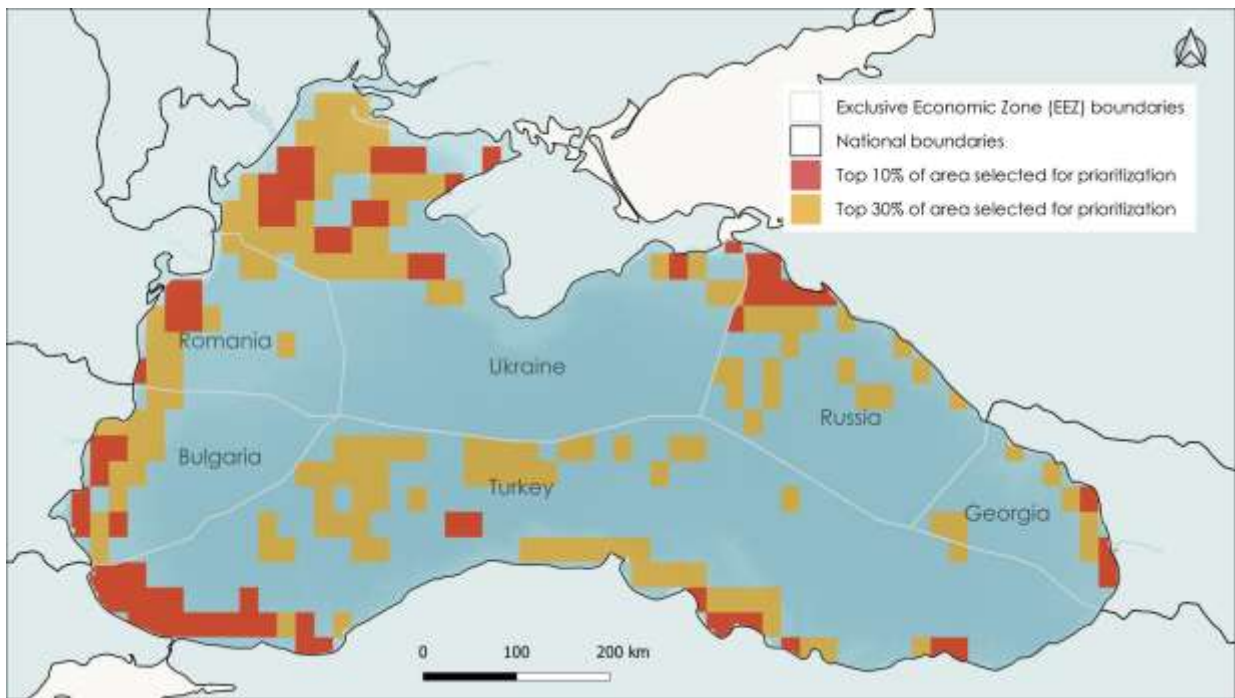 Exclusive Economic Zone (EEZ) boundaries
National boundaries
Top 10% of area selected for prioritization
Top 30% of area selected for prioritization
Romania
Ukraine
Russia
Bulgaria
Turkey
Georgia
0 100 200 km